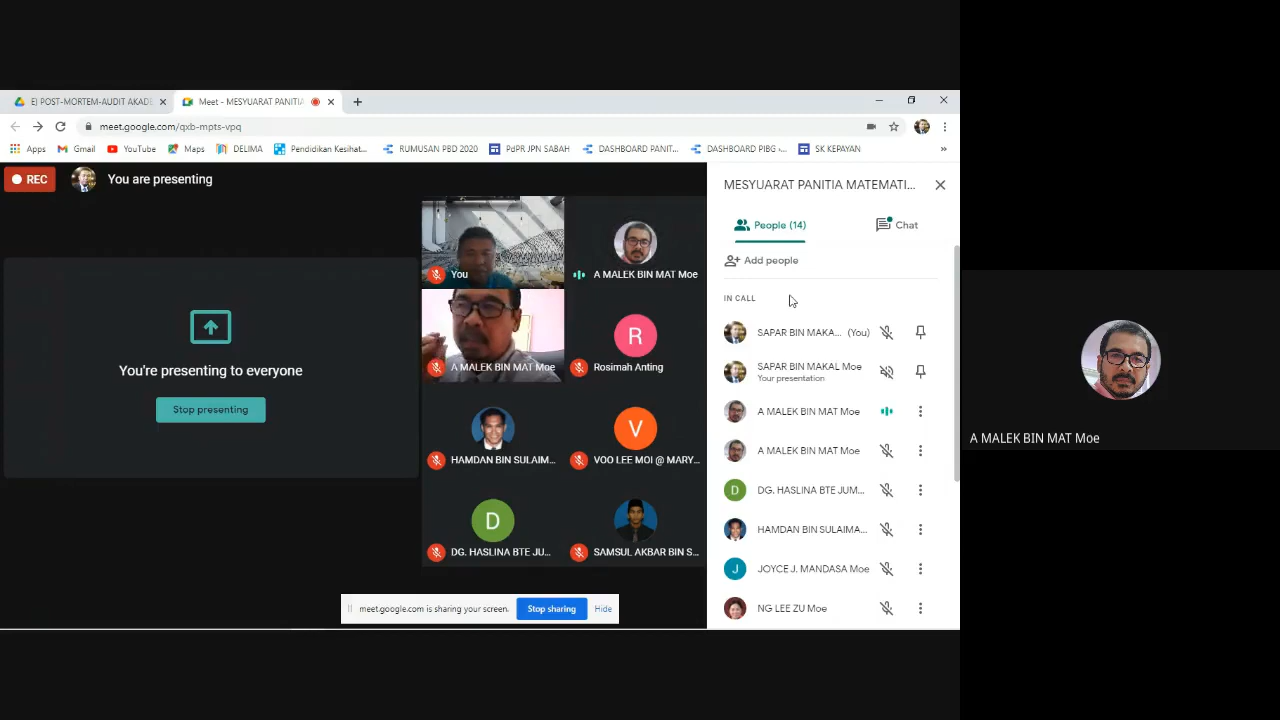 E) POST-MORTEM-AUDIT AKADE
Meet - MESYUARAT PANITIA
meet.google.com/qxb-mpts-vpq
Apps Gmail YouTube Maps DELIMA Pendidikan Kesihat... RUMUSAN PBD 2020 PdPR JPN SABAH DASHBOARD PANIT... DASHBOARD PIBG -... SK KEPAYAN »
REC
You are presenting
You're presenting to everyone
Stop presenting
You
A MALEK BIN MAT Moe
A MALEK BIN MAT Moe
R
Rosimah Anting
HAMDAN BIN SULAIM...
V
VOO LEE MOI @ MARY...
D
DG. HASLINA BTE JU...
SAMSUL AKBAR BIN S...
meet.google.com is sharing your screen.
Stop sharing
Hide
MESYUARAT PANITIA MATEMATI...
People (14)
Chat
Add people
IN CALL
SAPAR BIN MAKA... (You)
SAPAR BIN MAKAL Moe
Your presentation
A MALEK BIN MAT Moe
A MALEK BIN MAT Moe
D
DG. HASLINA BTE JUM...
HAMDAN BIN SULAIMA...
J
JOYCE J. MANDASA Moe
NG LEE ZU Moe
A MALEK BIN MAT Moe